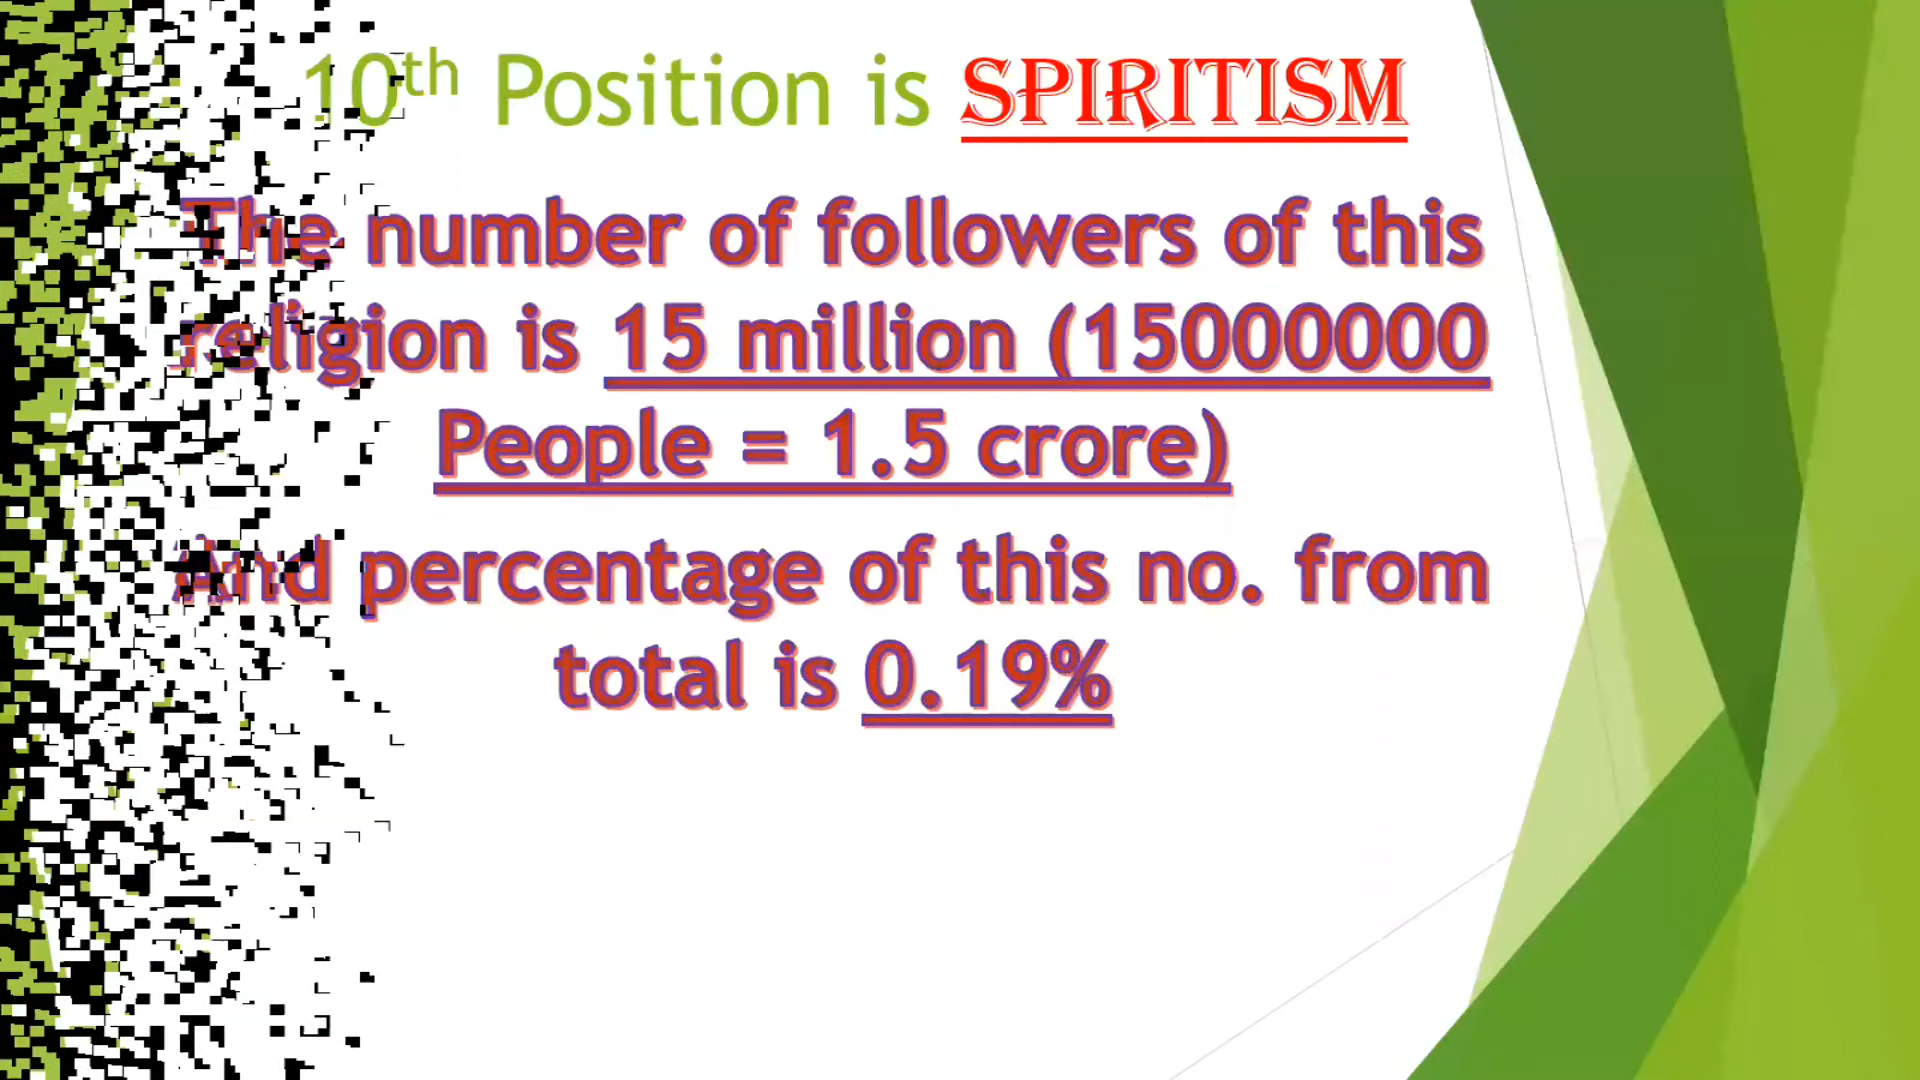 10th Position is SPIRITISM
The number of followers of this
religion is 15 million (15000000
People = 1.5 crore)
And percentage of this no. from
total is 0.19%